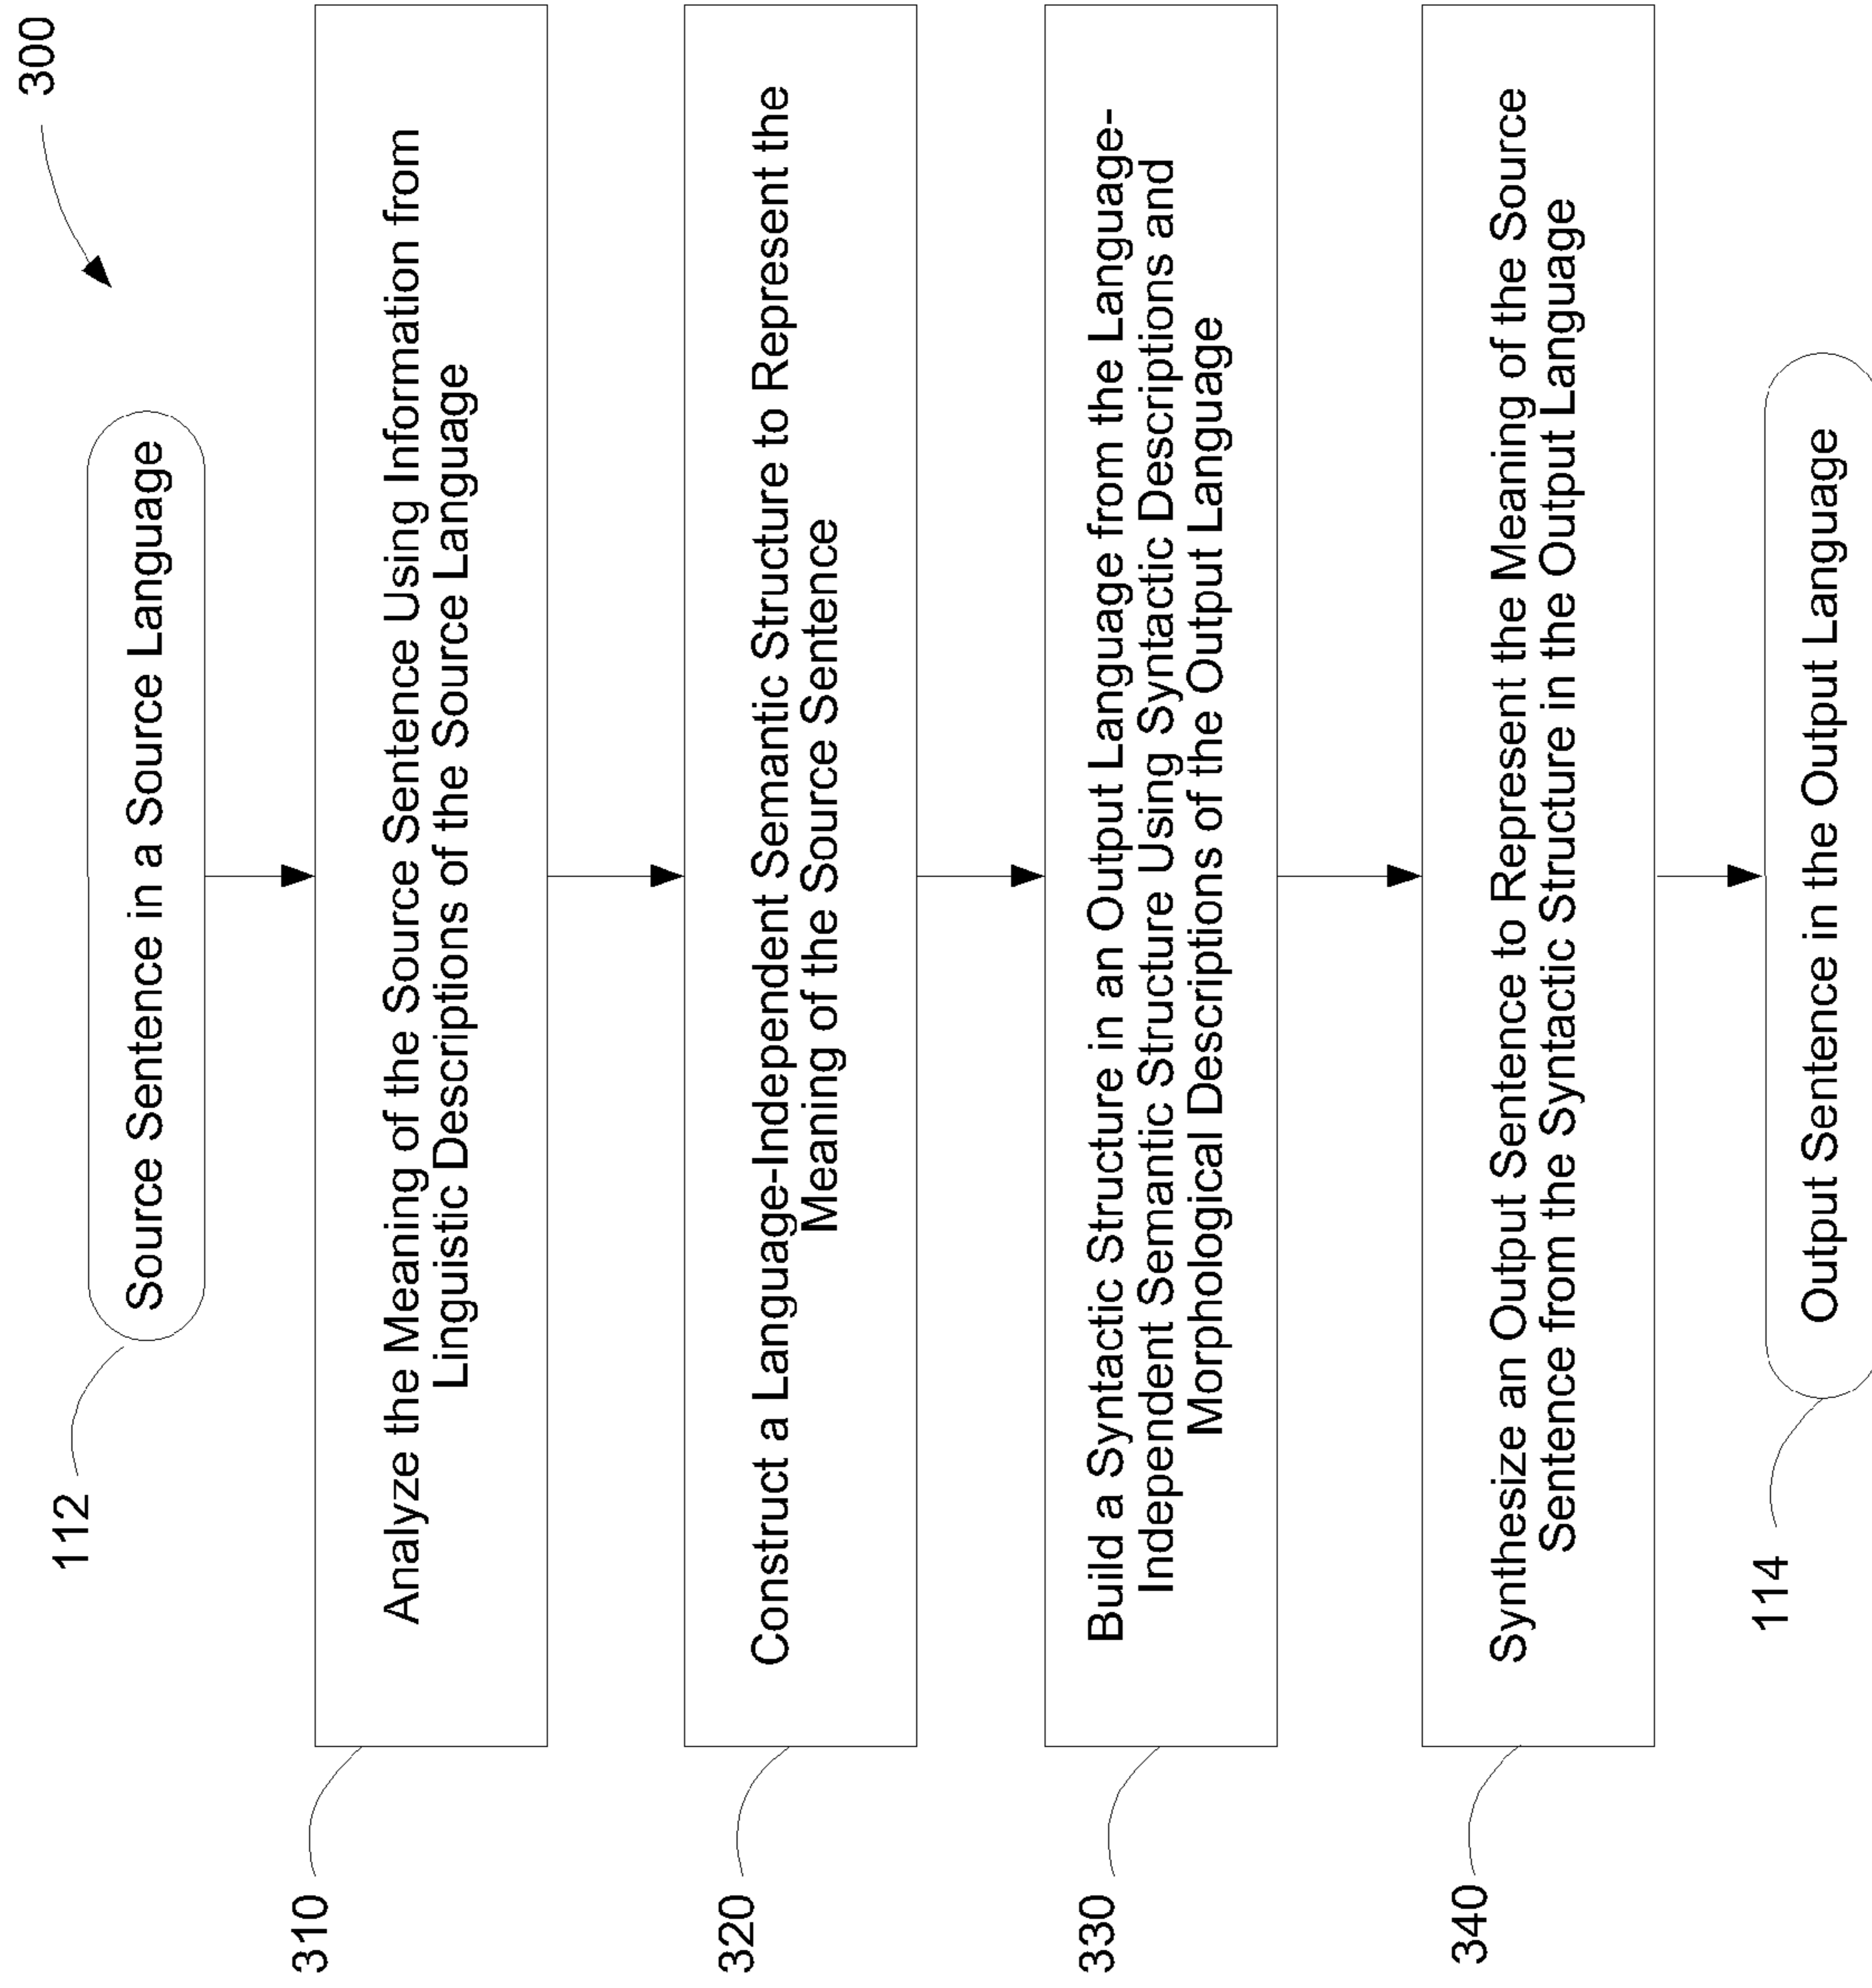 300
112
Source Sentence in a Source Language
310
Analyze the Meaning of the Source Sentence Using Information from
Linguistic Descriptions of the Source Language
320
Construct a Language-Independent Semantic Structure to Represent the
Meaning of the Source Sentence
330
Build a Syntactic Structure in an Output Language from the Language-
Independent Semantic Structure Using Syntactic Descriptions and
Morphological Descriptions of the Output Language
340
Synthesize an Output Sentence to Represent the Meaning of the Source
Sentence from the Syntactic Structure in the Output Language
114
Output Sentence in the Output Language